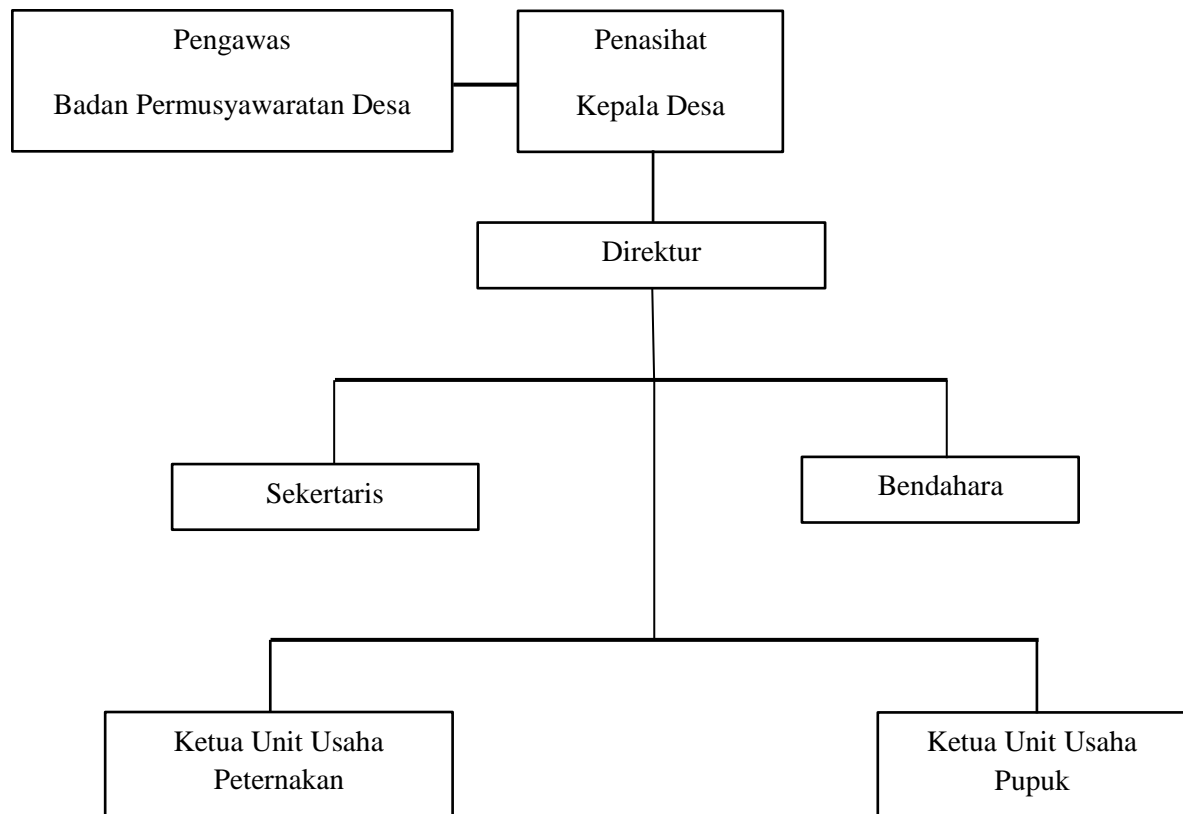 Pengawas
Badan Permusyawaratan Desa
Penasihat
Kepala Desa
Direktur
Sekertaris
Bendahara
Ketua Unit Usaha
Peternakan
Ketua Unit Usaha
Pupuk